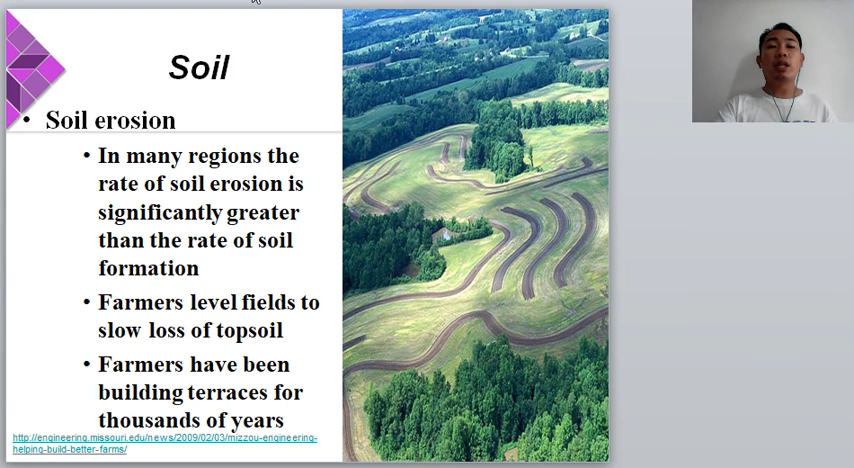 Soil
• Soil erosion
• In many regions the
rate of soil erosion is
significantly greater
than the rate of soil
formation
• Farmers level fields to
slow loss of topsoil
• Farmers have been
building terraces for
thousands of years
http://engineering.missouri.edu/news/2009/02/03/mizzou-engineering-
helping-build-better-farms/